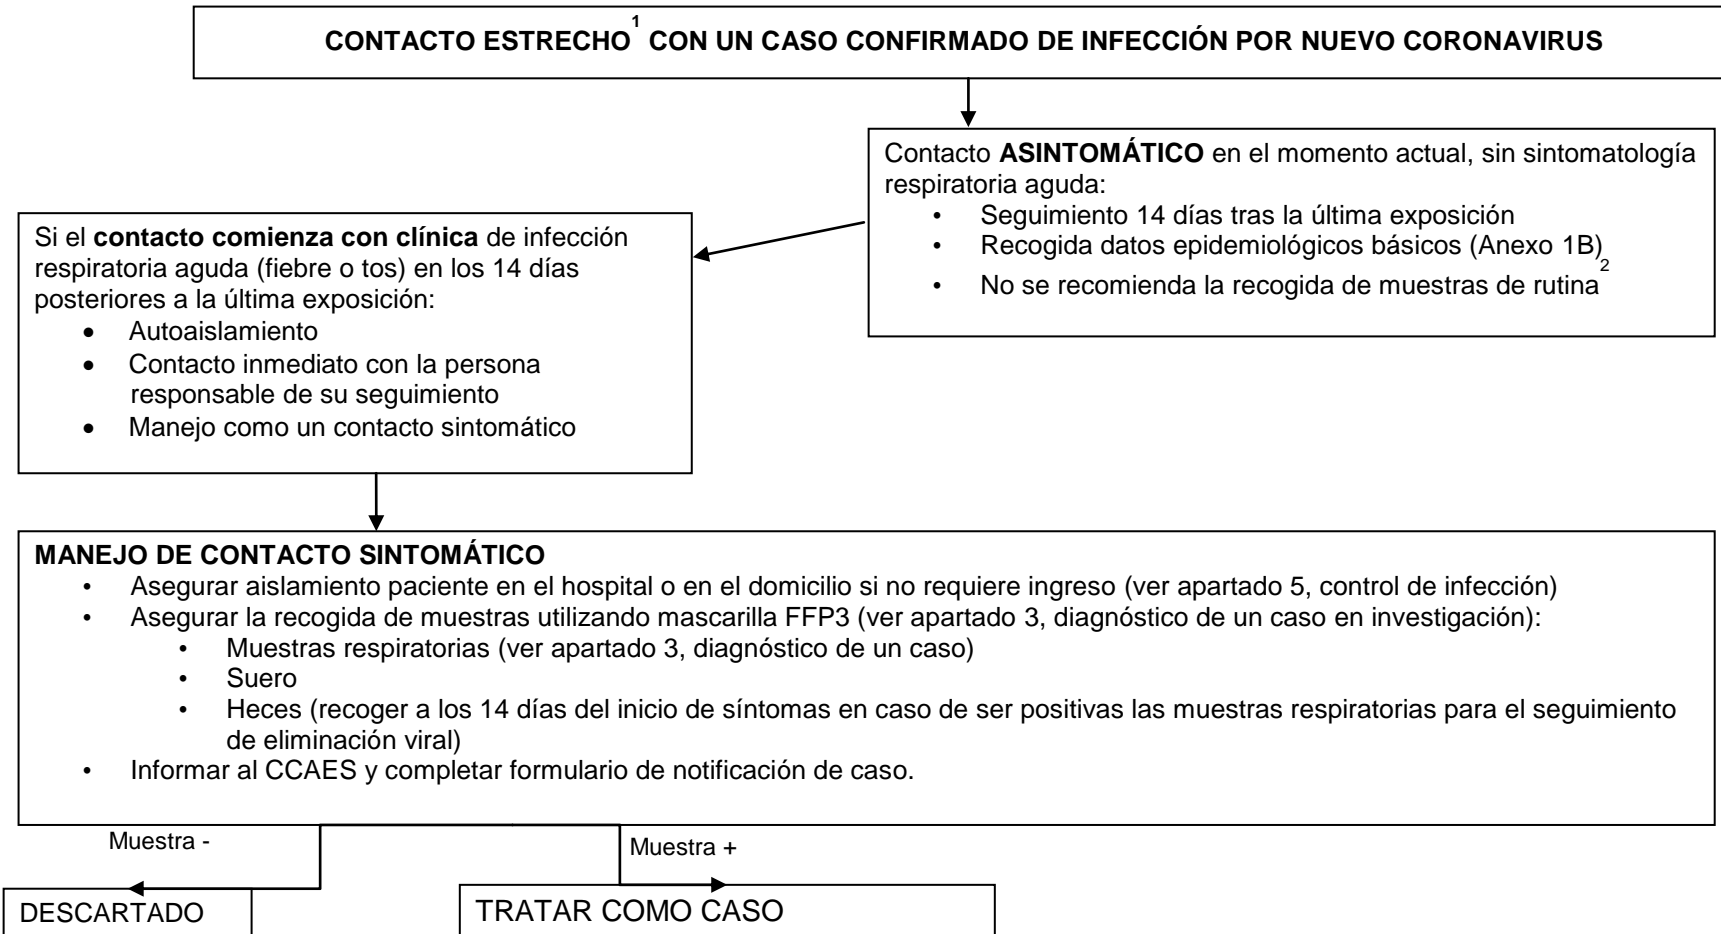 CONTACTO ESTRECHO1 CON UN CASO CONFIRMADO DE INFECCIÓN POR NUEVO CORONAVIRUS
Contacto ASINTOMÁTICO en el momento actual, sin sintomatología
respiratoria aguda:
• Seguimiento 14 días tras la última exposición
• Recogida datos epidemiológicos básicos (Anexo 1B)
• No se recomienda la recogida de muestras de rutina2
Si el contacto comienza con clínica de infección
respiratoria aguda (fiebre o tos) en los 14 días
posteriores a la última exposición:
• Autoaislamiento
• Contacto inmediato con la persona
responsable de su seguimiento
• Manejo como un contacto sintomático
MANEJO DE CONTACTO SINTOMÁTICO
• Asegurar aislamiento paciente en el hospital o en el domicilio si no requiere ingreso (ver apartado 5, control de infección)
• Asegurar la recogida de muestras utilizando mascarilla FFP3 (ver apartado 3, diagnóstico de un caso en investigación):
• Muestras respiratorias (ver apartado 3, diagnóstico de un caso)
• Suero
• Heces (recoger a los 14 días del inicio de síntomas en caso de ser positivas las muestras respiratorias para el seguimiento
de eliminación viral)
• Informar al CCAES y completar formulario de notificación de caso.
Muestra -
Muestra +
DESCARTADO
TRATAR COMO CASO